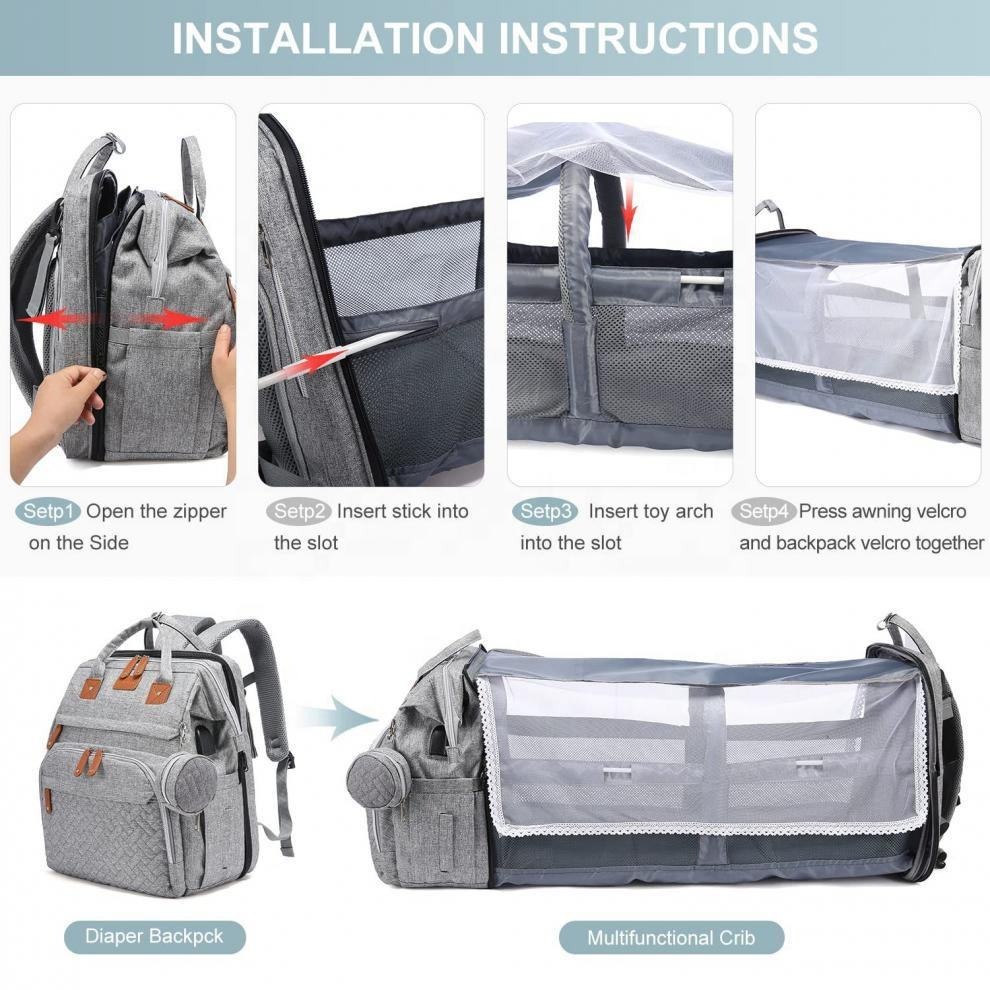 INSTALLATION INSTRUCTIONS
Setp1 Open the zipper
on the Side
Setp2 Insert stick into
the slot
Setp3 Insert toy arch
into the slot
Setp4 Press awning velcro
and backpack velcro together
Diaper Backpck
Multifunctional Crib